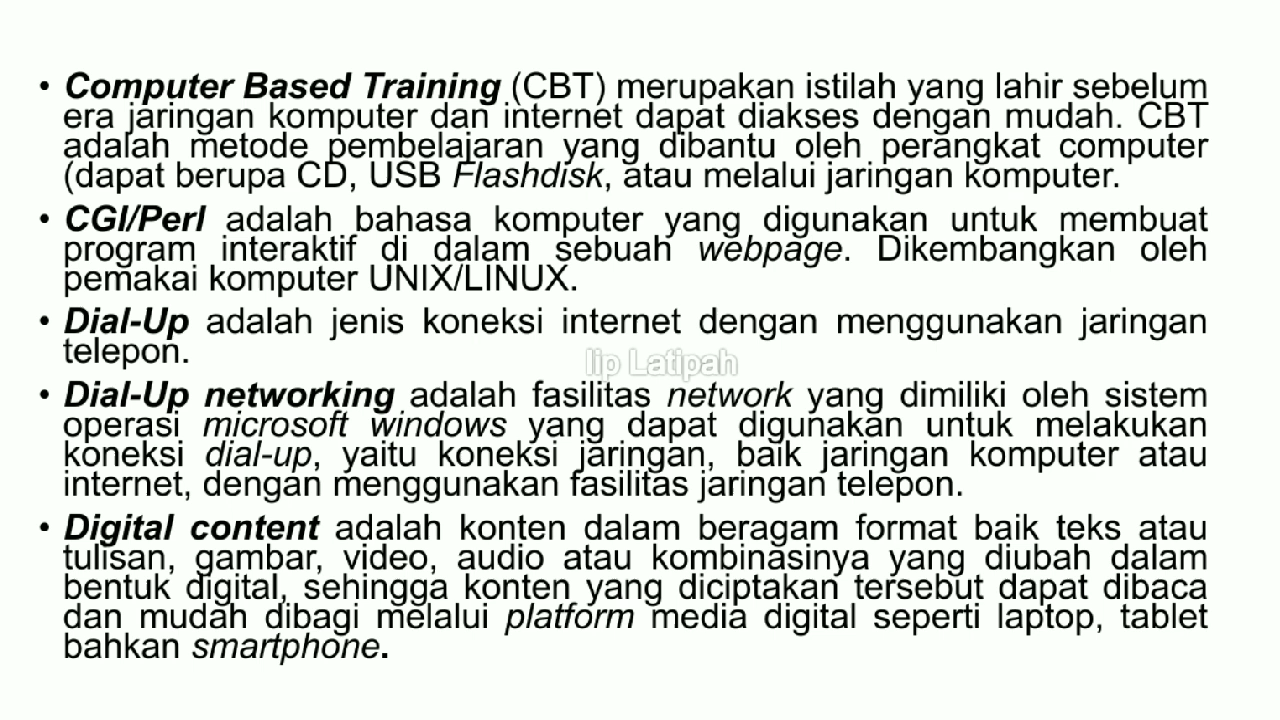 • Computer Based Training (CBT) merupakan istilah yang lahir sebelum
era jaringan komputer dan internet dapat diakses dengan mudah. CBT
adalah metode pembelajaran yang dibantu oleh perangkat computer
(dapat berupa CD, USB Flashdisk, atau melalui jaringan komputer.
• CGI/Perl adalah bahasa komputer yang digunakan untuk membuat
program interaktif di dalam sebuah webpage. Dikembangkan oleh
pemakai komputer UNIX/LINUX.
• Dial-Up adalah jenis koneksi internet dengan menggunakan jaringan
telepon.
Iip Latipah
• Dial-Up networking adalah fasilitas network yang dimiliki oleh sistem
operasi microsoft windows yang dapat digunakan untuk melakukan
koneksi dial-up, yaitu koneksi jaringan, baik jaringan komputer atau
internet, dengan menggunakan fasilitas jaringan telepon.
• Digital content adalah konten dalam beragam format baik teks atau
tulisan, gambar, video, audio atau kombinasinya yang diubah dalam
bentuk digital, sehingga konten yang diciptakan tersebut dapat dibaca
dan mudah dibagi melalui platform media digital seperti laptop, tablet
bahkan smartphone.